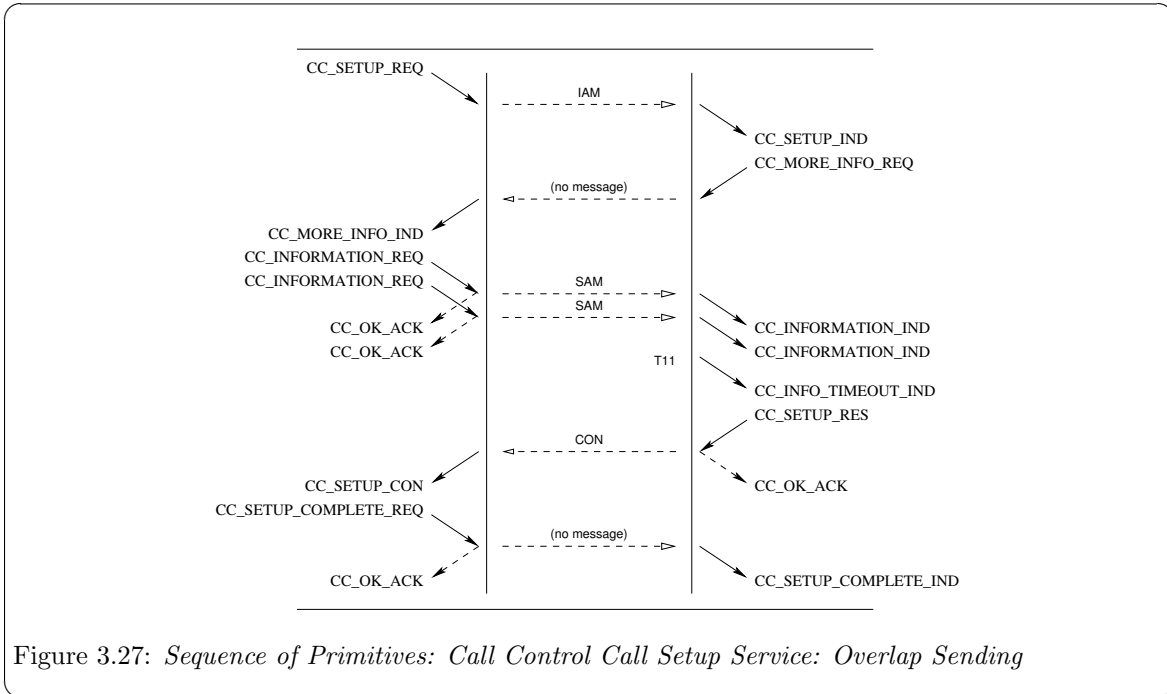 CC_SETUP_REQ
IAM
CC_SETUP_IND
CC_MORE_INFO_REQ
(no message)
CC_MORE_INFO_IND
CC_INFORMATION_REQ
CC_INFORMATION_REQ
SAM
SAM
CC_OK_ACK
CC_INFORMATION_IND
CC_OK_ACK
CC_INFORMATION_IND
T11
CC_INFO_TIMEOUT_IND
CC_SETUP_RES
CON
CC_SETUP_CON
CC_OK_ACK
CC_SETUP_COMPLETE_REQ
(no message)
CC_OK_ACK
CC_SETUP_COMPLETE_IND
Figure 3.27: Sequence of Primitives: Call Control Call Setup Service: Overlap Sending